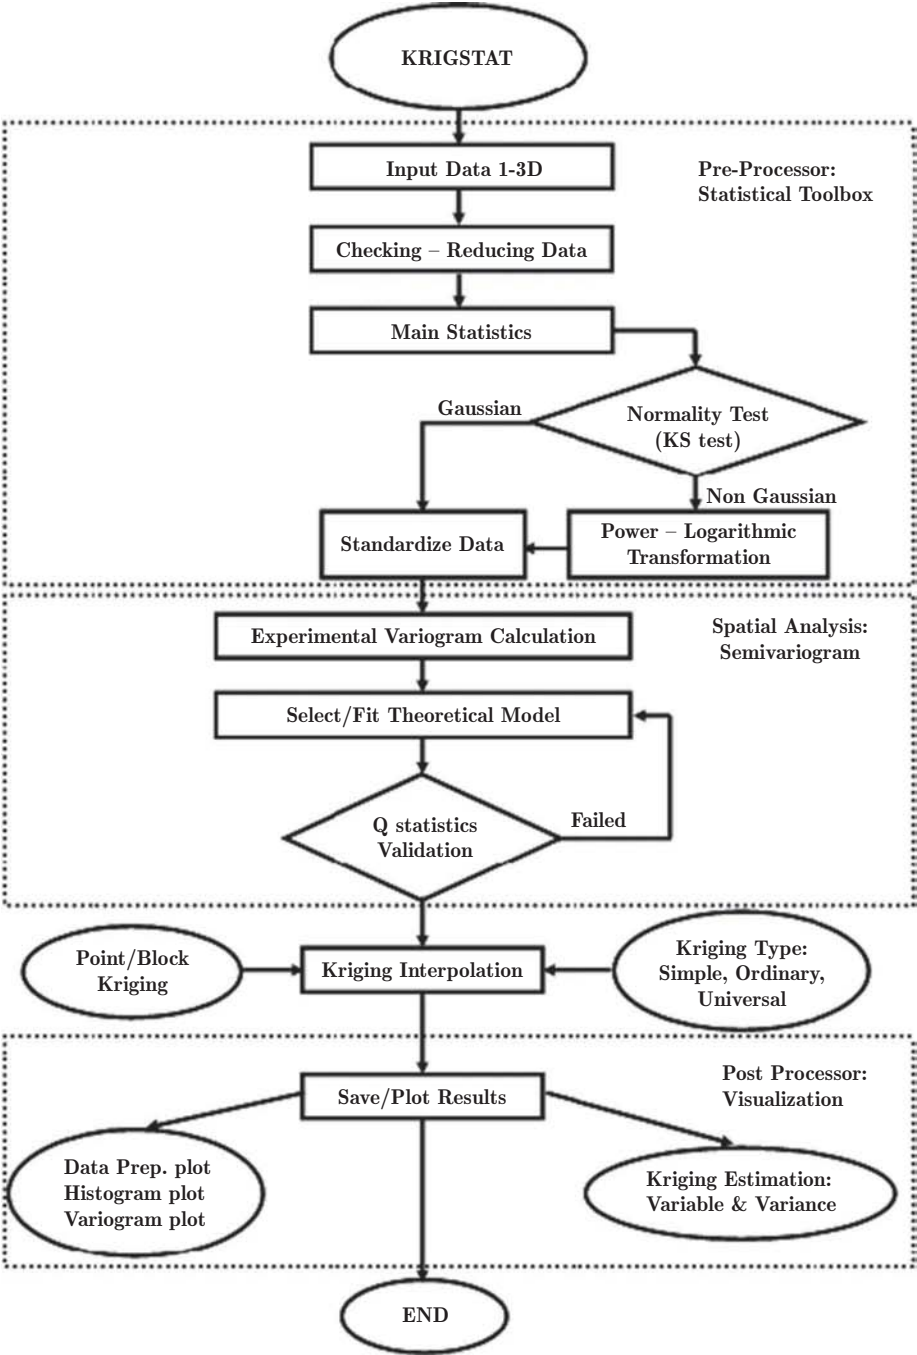 KRIGSTAT
Input Data 1-3D
Pre-Processor:
Statistical Toolbox
Checking – Reducing Data
Main Statistics
Gaussian
Normality Test
(KS test)
Non Gaussian
Standardize Data
Power – Logarithmic
Transformation
Experimental Variogram Calculation
Spatial Analysis:
Semivariogram
Select/Fit Theoretical Model
Q statistics
Validation
Failed
Point/Block
Kriging
Kriging Interpolation
Kriging Type:
Simple, Ordinary,
Universal
Save/Plot Results
Post Processor:
Visualization
Data Prep. plot
Histogram plot
Variogram plot
Kriging Estimation:
Variable & Variance
END